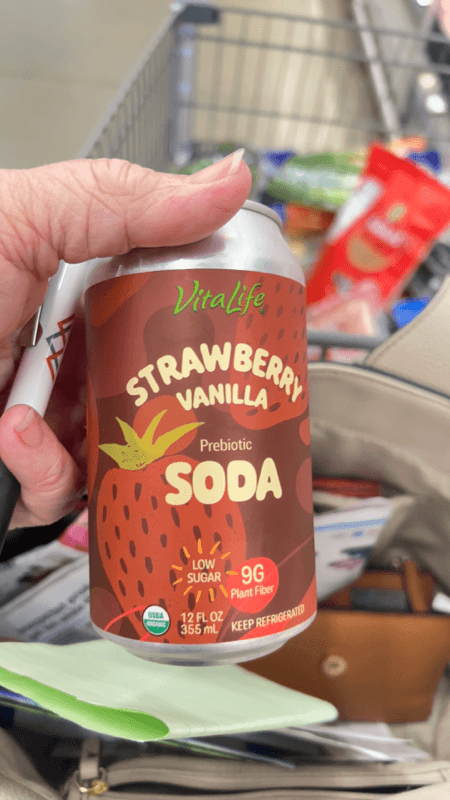 VitaLife
STRAWBERRY
VANILLA
Prebiotic
SODA
LOW
SUGAR
9G
Plant Fiber
USDA
ORGANIC
12 FL OZ
355 mL
KEEP REFRIGERATED